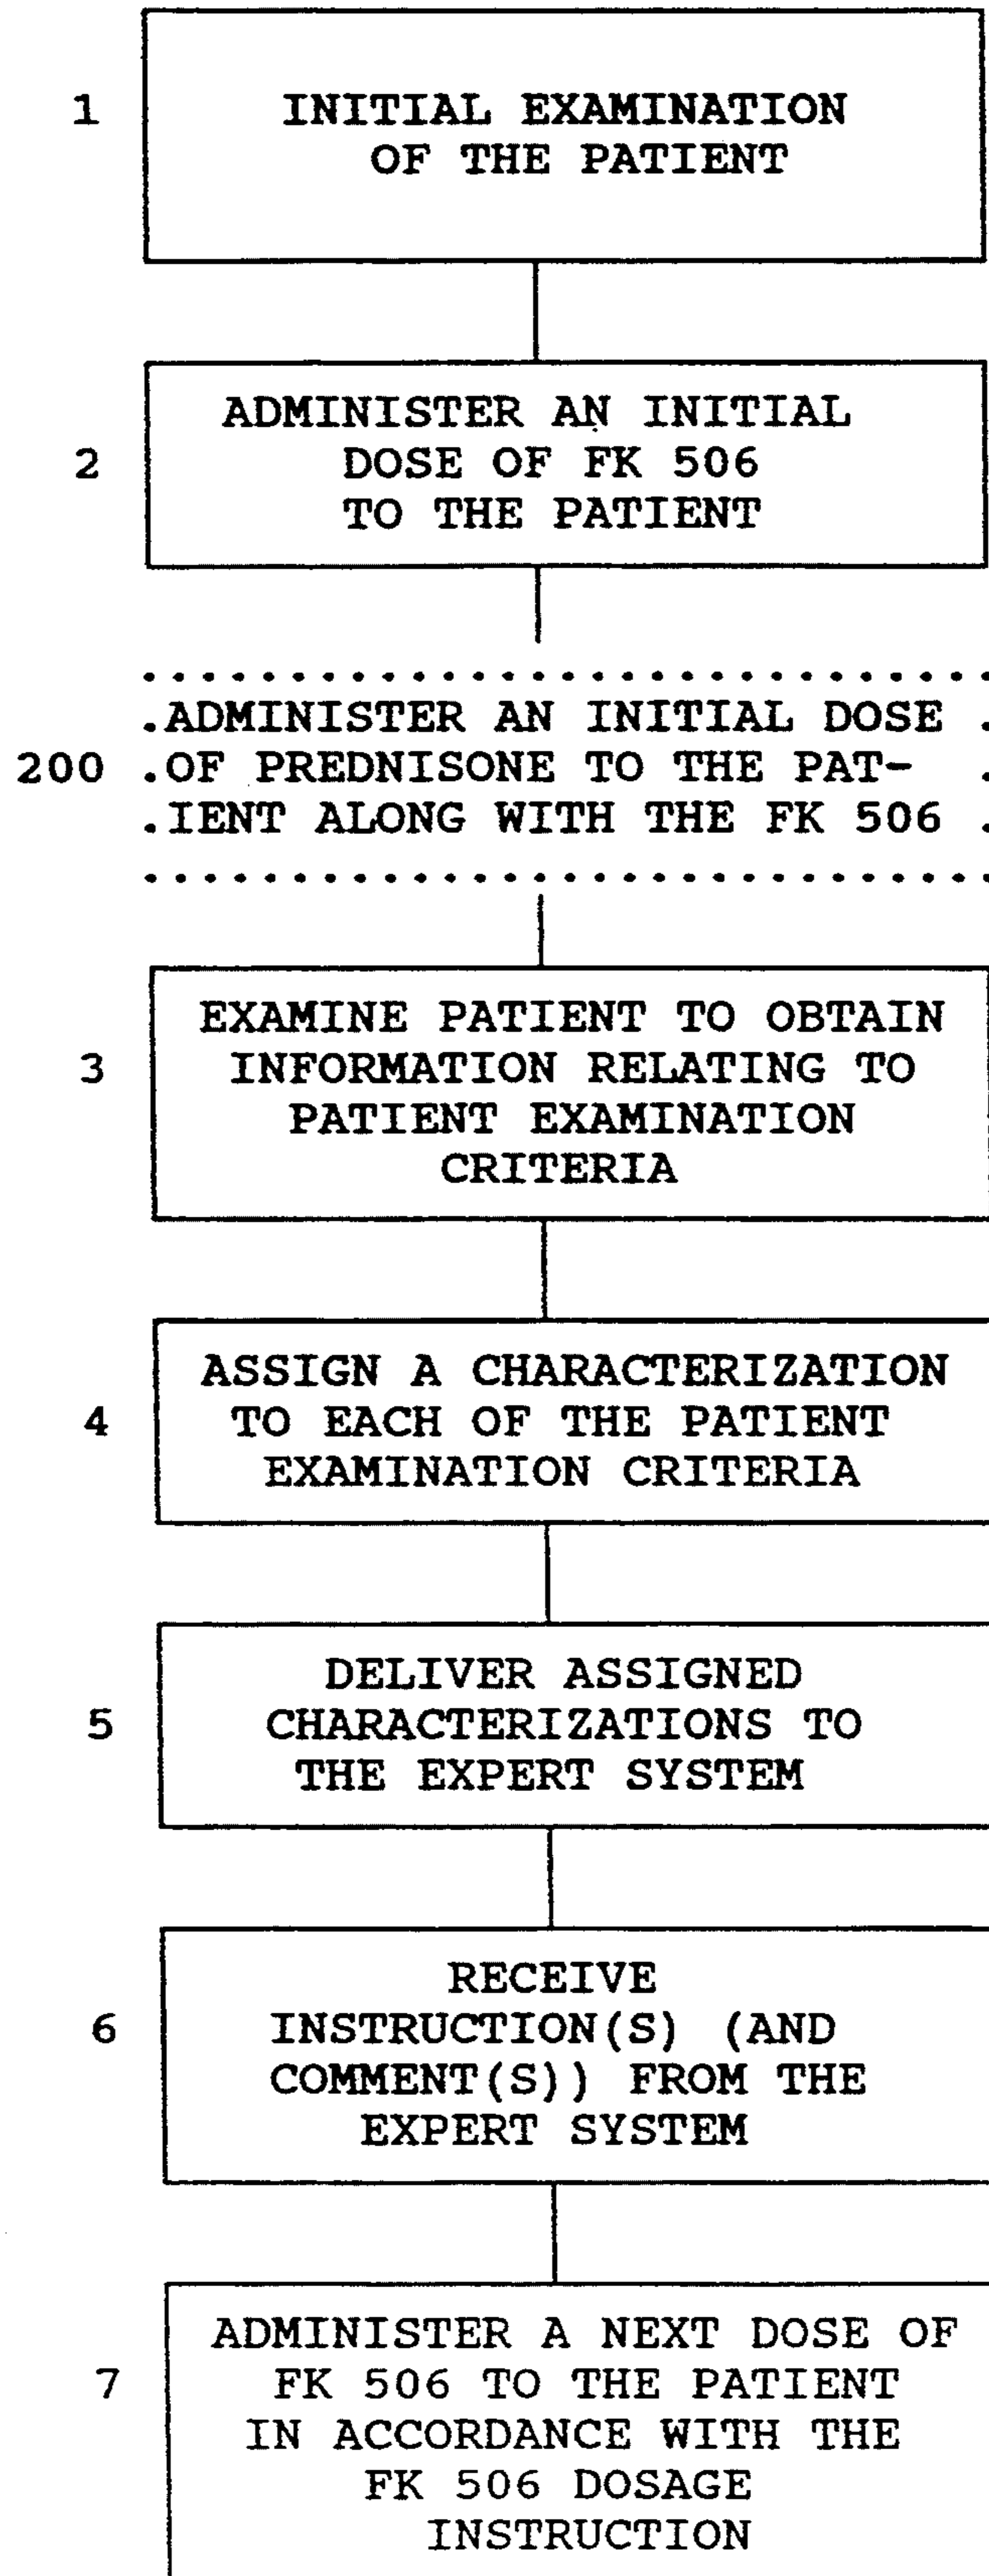 1
INITIAL EXAMINATION
OF THE PATIENT
2
ADMINISTER AN INITIAL
DOSE OF FK 506
TO THE PATIENT
200
ADMINISTER AN INITIAL DOSE
OF PREDNISONE TO THE PAT-
IENT ALONG WITH THE FK 506
3
EXAMINE PATIENT TO OBTAIN
INFORMATION RELATING TO
PATIENT EXAMINATION
CRITERIA
4
ASSIGN A CHARACTERIZATION
TO EACH OF THE PATIENT
EXAMINATION CRITERIA
5
DELIVER ASSIGNED
CHARACTERIZATIONS TO
THE EXPERT SYSTEM
6
RECEIVE
INSTRUCTION(S) (AND
COMMENT(S)) FROM THE
EXPERT SYSTEM
7
ADMINISTER A NEXT DOSE OF
FK 506 TO THE PATIENT
IN ACCORDANCE WITH THE
FK 506 DOSAGE
INSTRUCTION